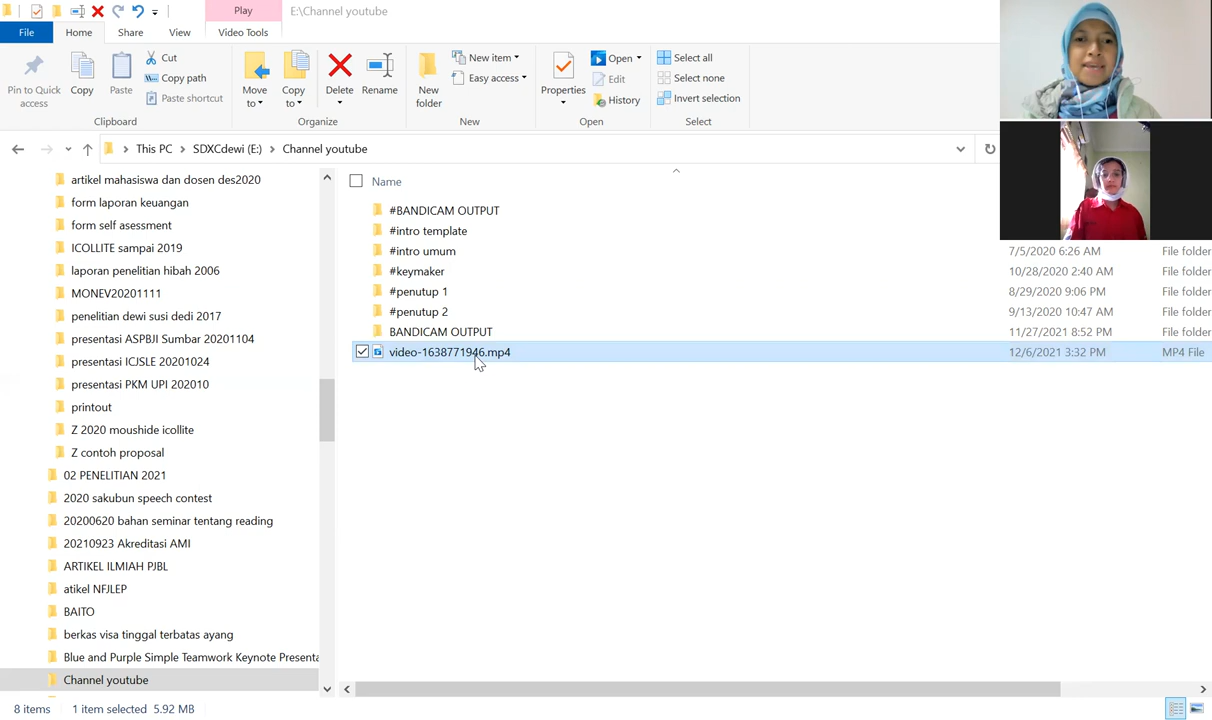 Play E:\Channel youtube
File Home Share View Video Tools
Pin to Quick access
Copy
Paste
Cut
Copy path
Paste shortcut
Clipboard
Move to
Copy to
Delete
Rename
Organize
New folder
New item
Easy access
New
Properties
Open
Edit
History
Open
Select all
Select none
Invert selection
Select
This PC > SDXCdewi (E:) > Channel youtube
artikel mahasiswa dan dosen des2020
form laporan keuangan
form self asessment
ICOLLITE sampai 2019
laporan penelitian hibah 2006
MONEV20201111
penelitian dewi susi dedi 2017
presentasi ASPBJI Sumbar 20201104
presentasi ICJSLE 20201024
presentasi PKM UPI 202010
printout
Z 2020 moushide icollite
Z contoh proposal
02 PENELITIAN 2021
2020 sakubun speech contest
20200620 bahan seminar tentang reading
20210923 Akreditasi AMI
ARTIKEL ILMIAH PJBL
atikel NFJLEP
BAITO
berkas visa tinggal terbatas ayang
Blue and Purple Simple Teamwork Keynote Presenta
Channel youtube
Name
#BANDICAM OUTPUT
#intro template
#intro umum 7/5/2020 6:26 AM File folder
#keymaker 10/28/2020 2:40 AM File folder
#penutup 1 8/29/2020 9:06 PM File folder
#penutup 2 9/13/2020 10:47 AM File folder
BANDICAM OUTPUT 11/27/2021 8:52 PM File folder
video-1638771946.mp4 12/6/2021 3:32 PM MP4 File
8 items 1 item selected 5.92 MB